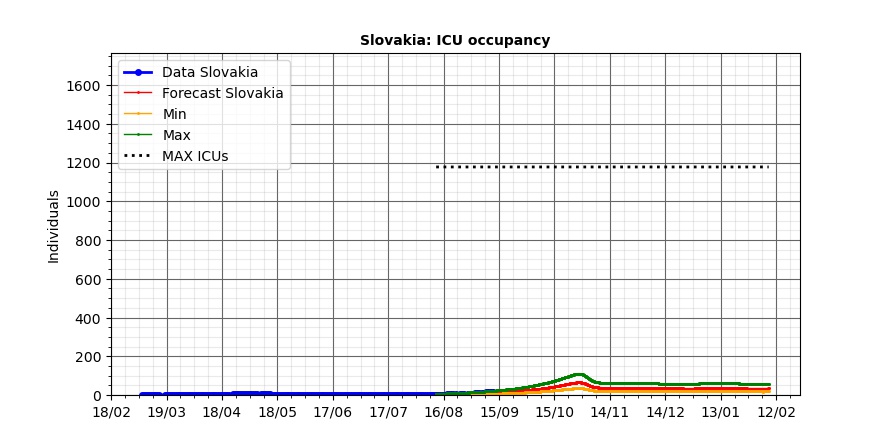 Slovakia: ICU occupancy
Data Slovakia
Forecast Slovakia
Min
Max
MAX ICUs
Individuals
1600
1400
1200
1000
800
600
400
200
0
18/02 19/03 18/04 18/05 17/06 17/07 16/08 15/09 15/10 14/11 14/12 13/01 12/02